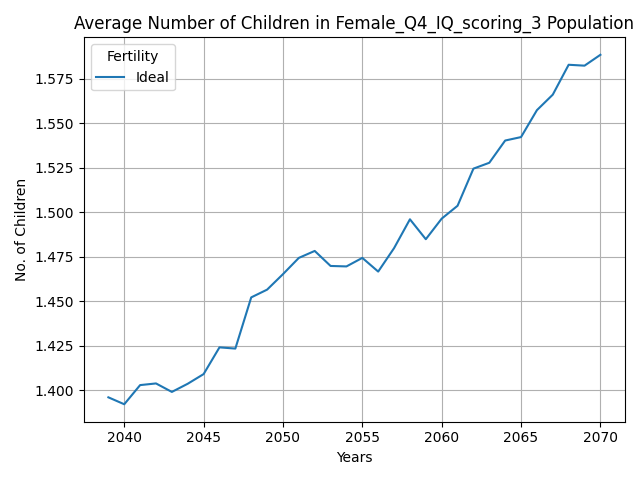 Average Number of Children in Female_Q4_IQ_scoring_3 Population
Fertility
Ideal
No. of Children
1.575
1.550
1.525
1.500
1.475
1.450
1.425
1.400
2040 2045 2050 2055 2060 2065 2070
Years